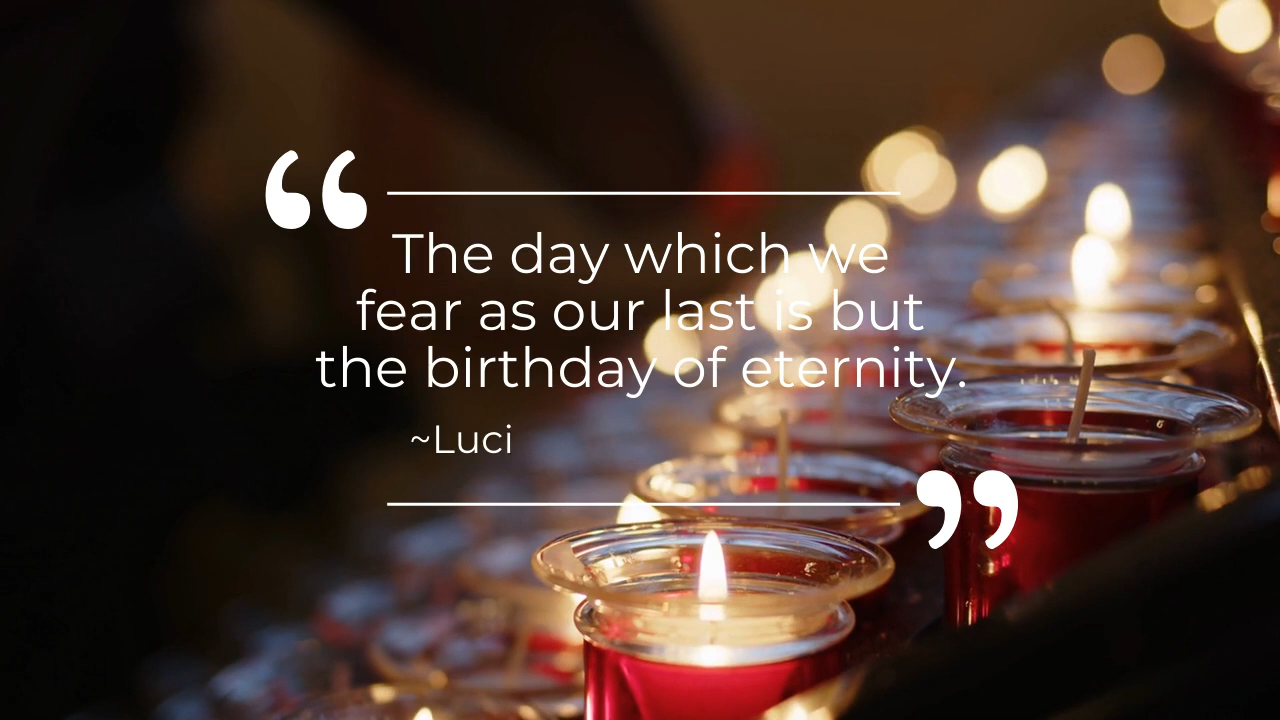 “
The day which we
fear as our last is but
the birthday of eternity.
~Luci
”